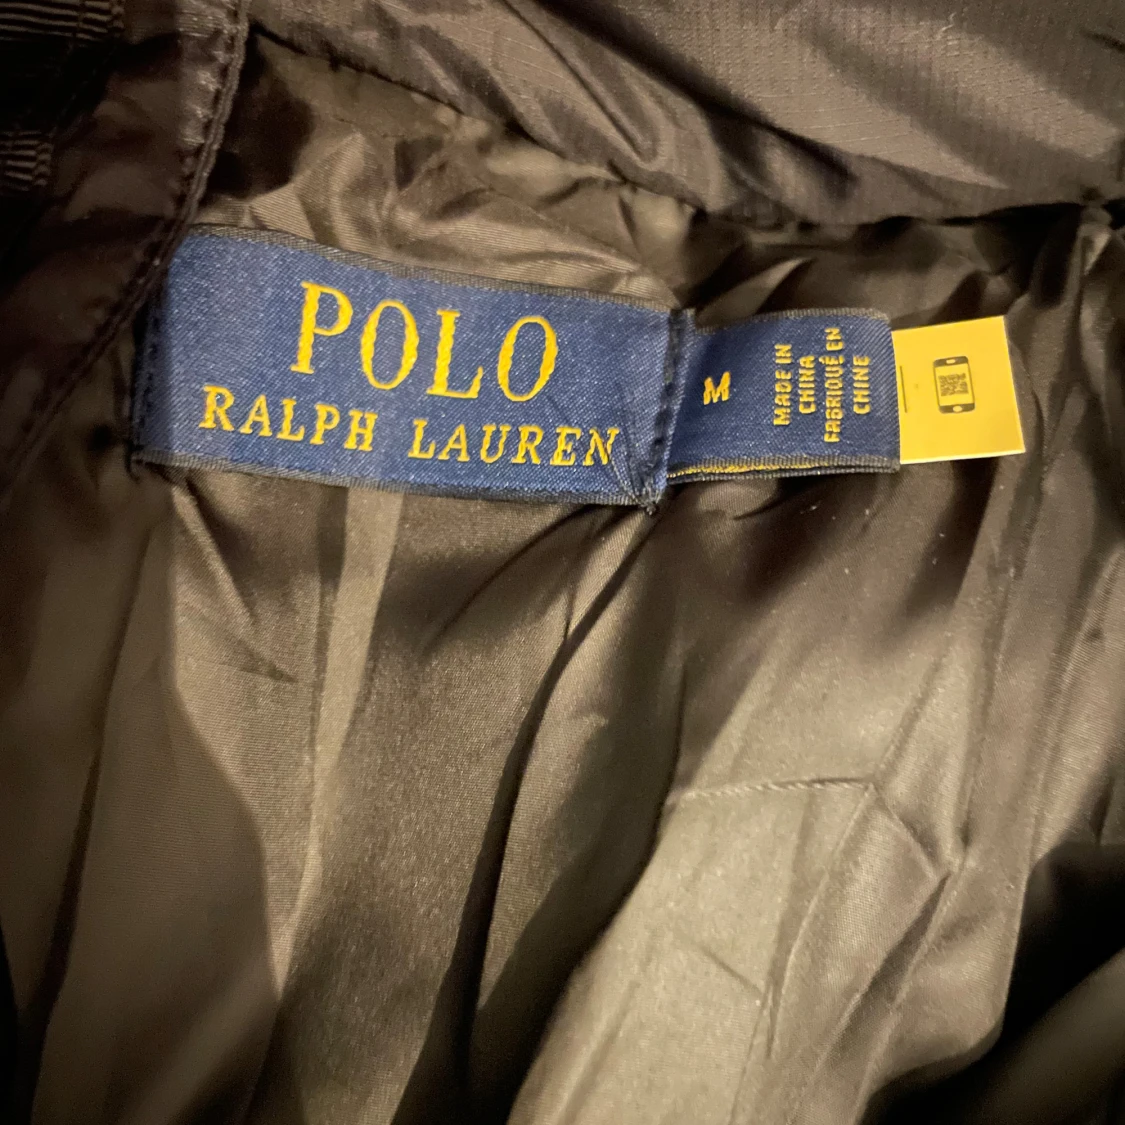 POLO
RALPH LAUREN
M
MADE IN
CHINA
FABRIQUÉ EN
CHINE